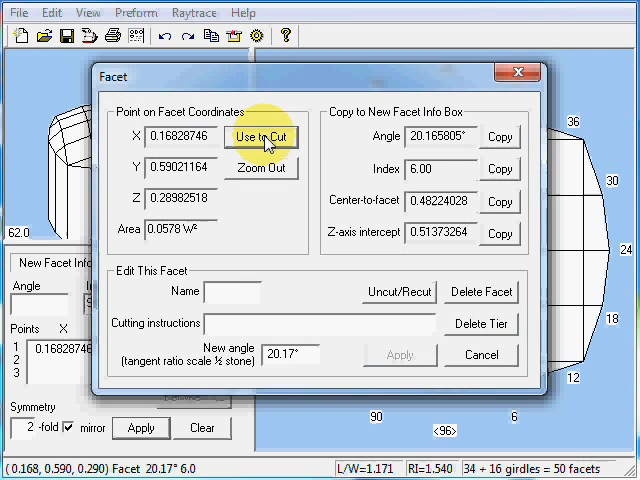 File Edit View Preform Raytrace Help
Facet
Point on Facet Coordinates
X 0.16828746 Use to Cut
Y 0.59021164 Zoom Out
Z 0.28982518
Area 0.0578 W²
Copy to New Facet Info Box
Angle 20.165805° Copy
Index 6.00 Copy
Center-to-facet 0.48224028 Copy
Z-axis intercept 0.51373264 Copy
Edit This Facet
Name Uncut/Recut Delete Facet
Cutting instructions Delete Tier
New angle
(tangent ratio scale ½ stone) 20.17° Apply Cancel
62.0
New Facet Info
Angle
Points X
1 0.16828746
2
3
Symmetry
2 -fold mirror Apply Clear
36
30
24
18
12
90 6
<96>
( 0.168, 0.590, 0.290) Facet 20.17° 6.0 L/W=1.171 RI=1.540 34 + 16 girdles = 50 facets